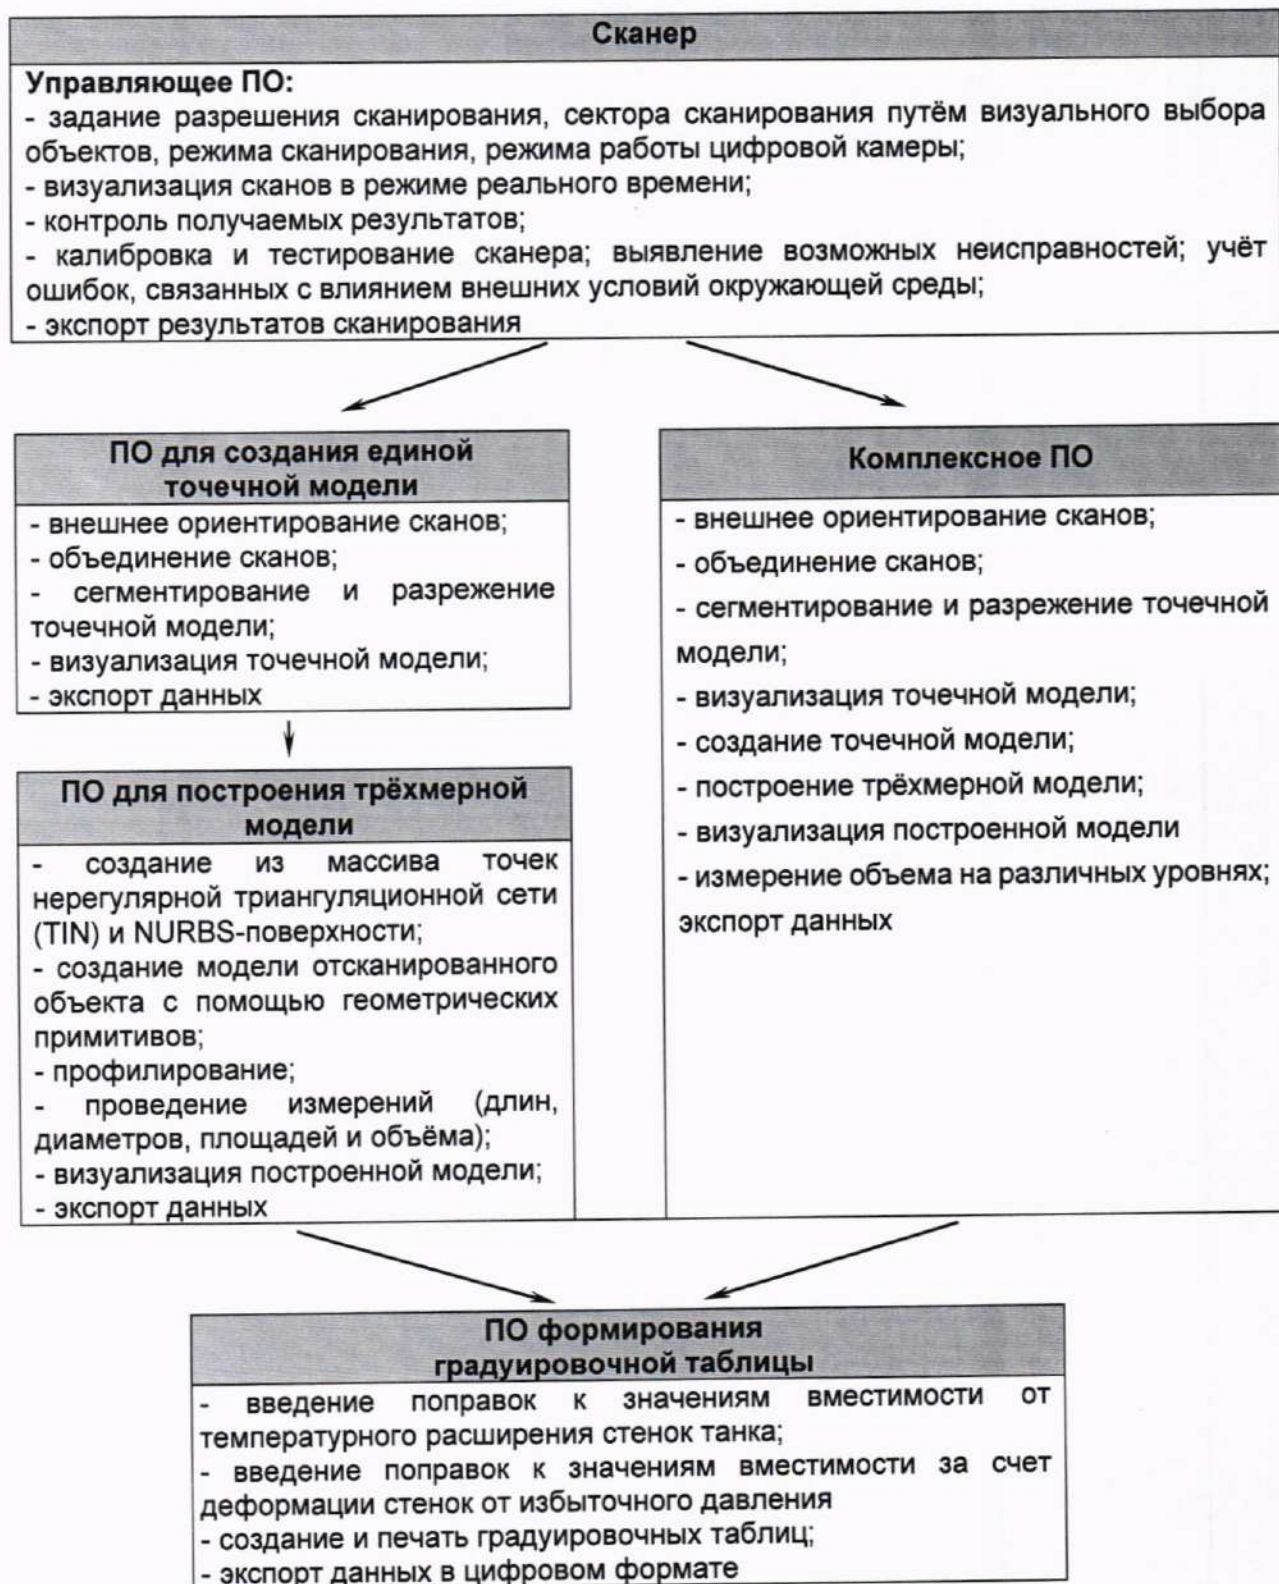 Сканер
Управляющее ПО:
- задание разрешения сканирования, сектора сканирования путём визуального выбора
объектов, режима сканирования, режима работы цифровой камеры;
- визуализация сканов в режиме реального времени;
- контроль получаемых результатов;
- калибровка и тестирование сканера; выявление возможных неисправностей; учёт
ошибок, связанных с влиянием внешних условий окружающей среды;
- экспорт результатов сканирования
ПО для создания единой
точечной модели
- внешнее ориентирование сканов;
- объединение сканов;
- сегментирование и разрежение
точечной модели;
- визуализация точечной модели;
- экспорт данных
ПО для построения трёхмерной
модели
- создание из массива точек
нерегулярной триангуляционной сети
(TIN) и NURBS-поверхности;
- создание модели отсканированного
объекта с помощью геометрических
примитивов;
- профилирование;
- проведение измерений (длин,
диаметров, площадей и объёма);
- визуализация построенной модели;
- экспорт данных
Комплексное ПО
- внешнее ориентирование сканов;
- объединение сканов;
- сегментирование и разрежение точечной
модели;
- визуализация точечной модели;
- создание точечной модели;
- построение трёхмерной модели;
- визуализация построенной модели
- измерение объема на различных уровнях;
экспорт данных
ПО формирования
градуировочной таблицы
- введение поправок к значениям вместимости от
температурного расширения стенок танка;
- введение поправок к значениям вместимости за счет
деформации стенок от избыточного давления
- создание и печать градуировочных таблиц;
- экспорт данных в цифровом формате